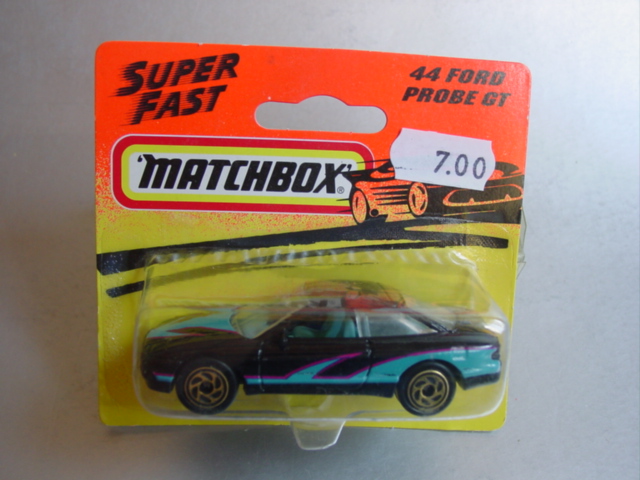 SUPER
FAST
44 FORD
PROBE GT
"MATCHBOX"®
7.00